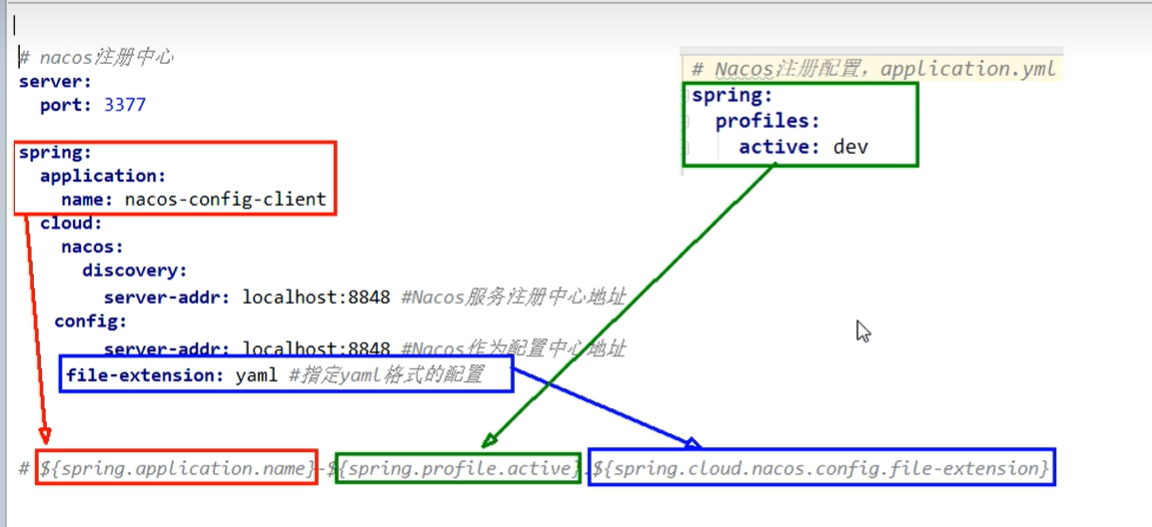 # nacos注册中心
server:
port: 3377
spring:
application:
name: nacos-config-client
cloud:
nacos:
discovery:
server-addr: localhost:8848 #Nacos服务注册中心地址
config:
server-addr: localhost:8848 #Nacos作为配置中心地址
file-extension: yaml #指定yaml格式的配置
# Nacos注册配置，application.yml
spring:
profiles:
active: dev
# ${spring.application.name}-${spring.profile.active}.${spring.cloud.nacos.config.file-extension}